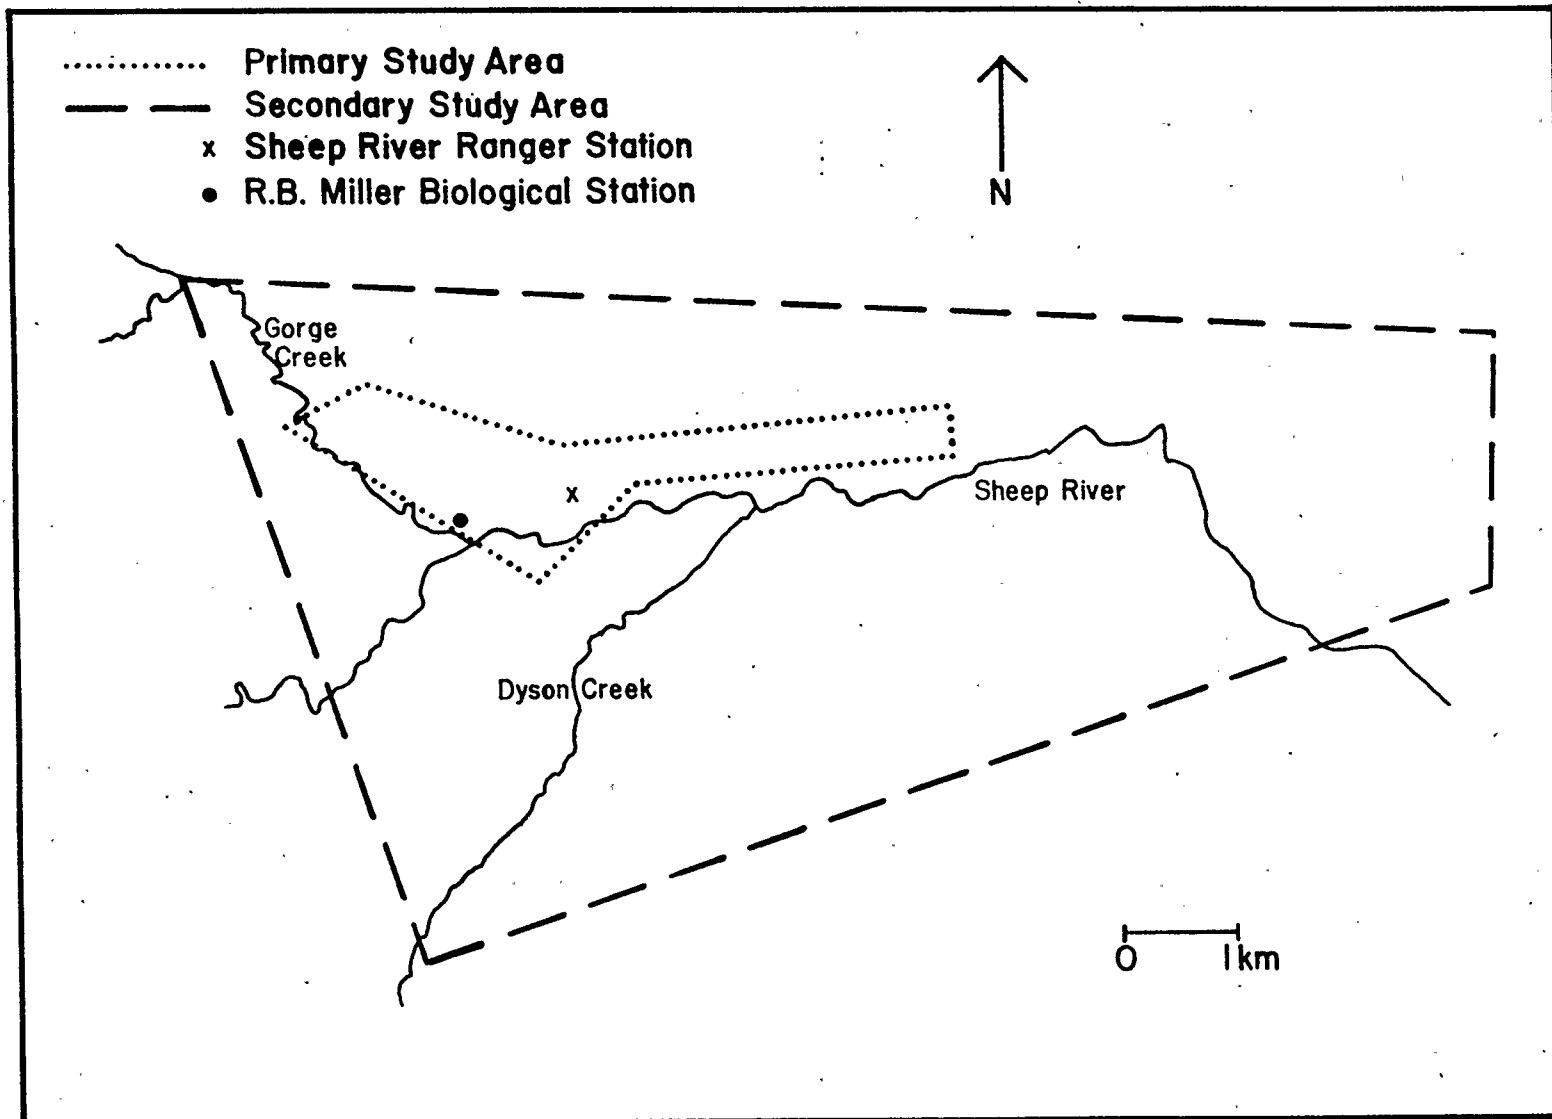 Primary Study Area
Secondary Study Area
x Sheep River Ranger Station
R.B. Miller Biological Station
N
Gorge
Creek
Sheep River
Dyson Creek
0 1km